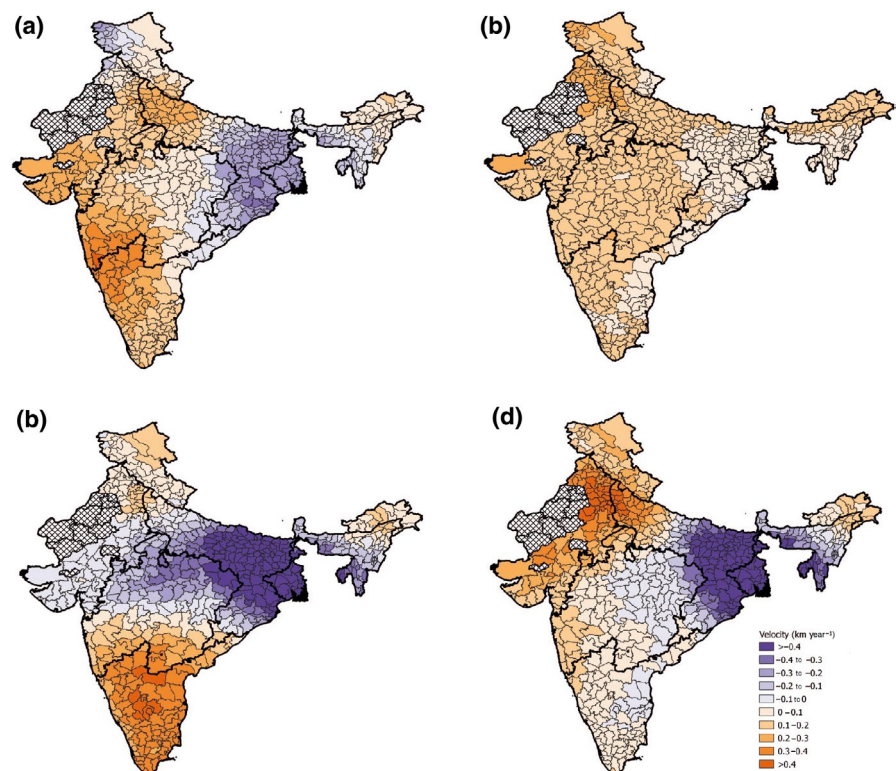 (a)
(b)
(b)
(d)
Velocity (km year⁻¹)
>−0.4
−0.4 to −0.3
−0.3 to −0.2
−0.2 to −0.1
−0.1 to 0
0 −0.1
0.1−0.2
0.2−0.3
0.3−0.4
>0.4